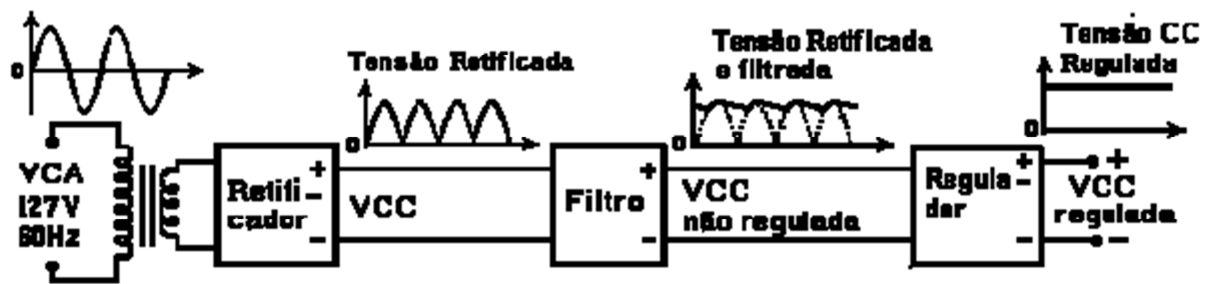 0
VCA
127V
60Hz
Retifi
cador
+
-
-
Tensão Retificada
0
VCC
Filtro
+
-
Tensão Retificada
e filtrada
0
VCC
não regulada
Regula
dor
+
-
-
Tensão CC
Regulada
0
+
VCC
regulada
-